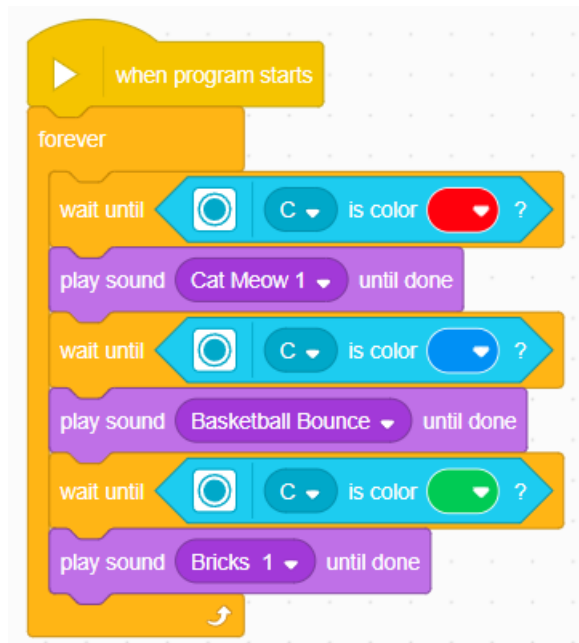 when program starts
forever
wait until C is color ?
play sound Cat Meow 1 until done
wait until C is color ?
play sound Basketball Bounce until done
wait until C is color ?
play sound Bricks 1 until done